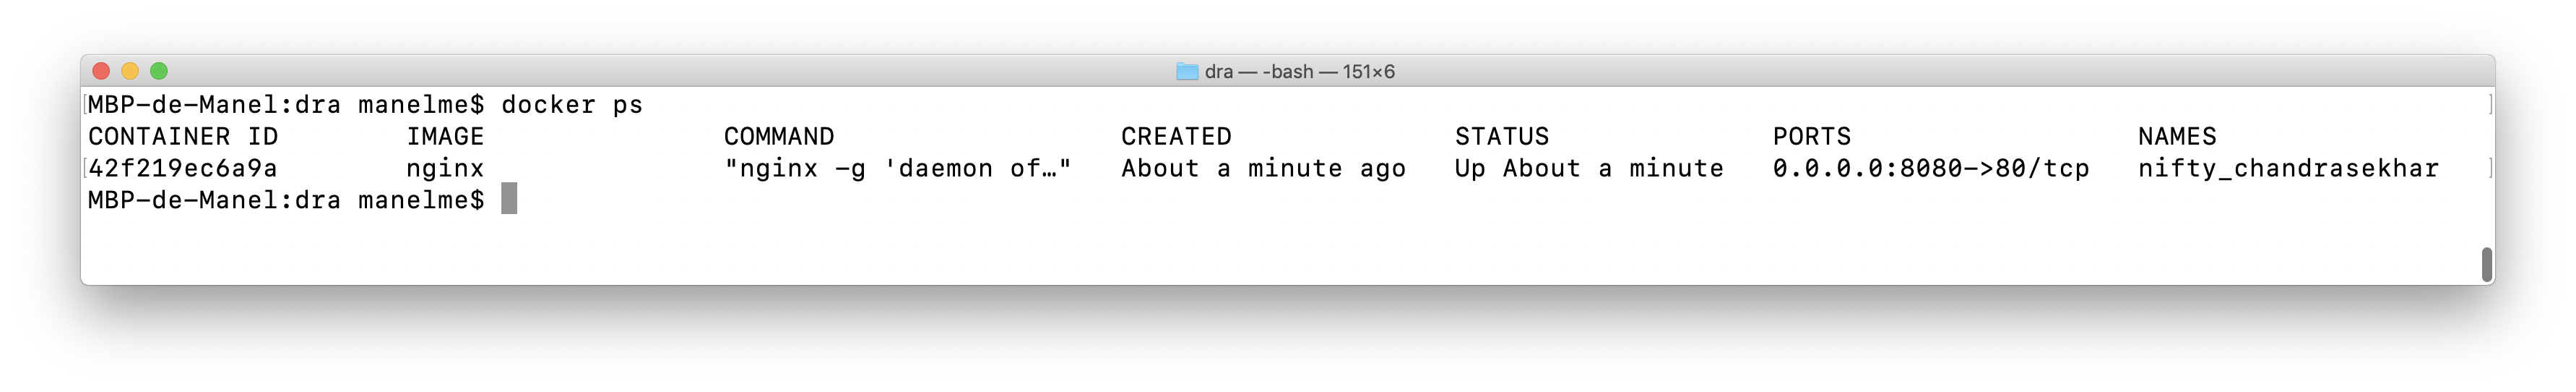 dra — -bash — 151×6
MBP-de-Manel:dra manelme$ docker ps
CONTAINER ID        IMAGE               COMMAND                  CREATED              STATUS              PORTS                  NAMES
42f219ec6a9a        nginx               "nginx -g 'daemon of…"   About a minute ago   Up About a minute   0.0.0.0:8080->80/tcp   nifty_chandrasekhar
MBP-de-Manel:dra manelme$